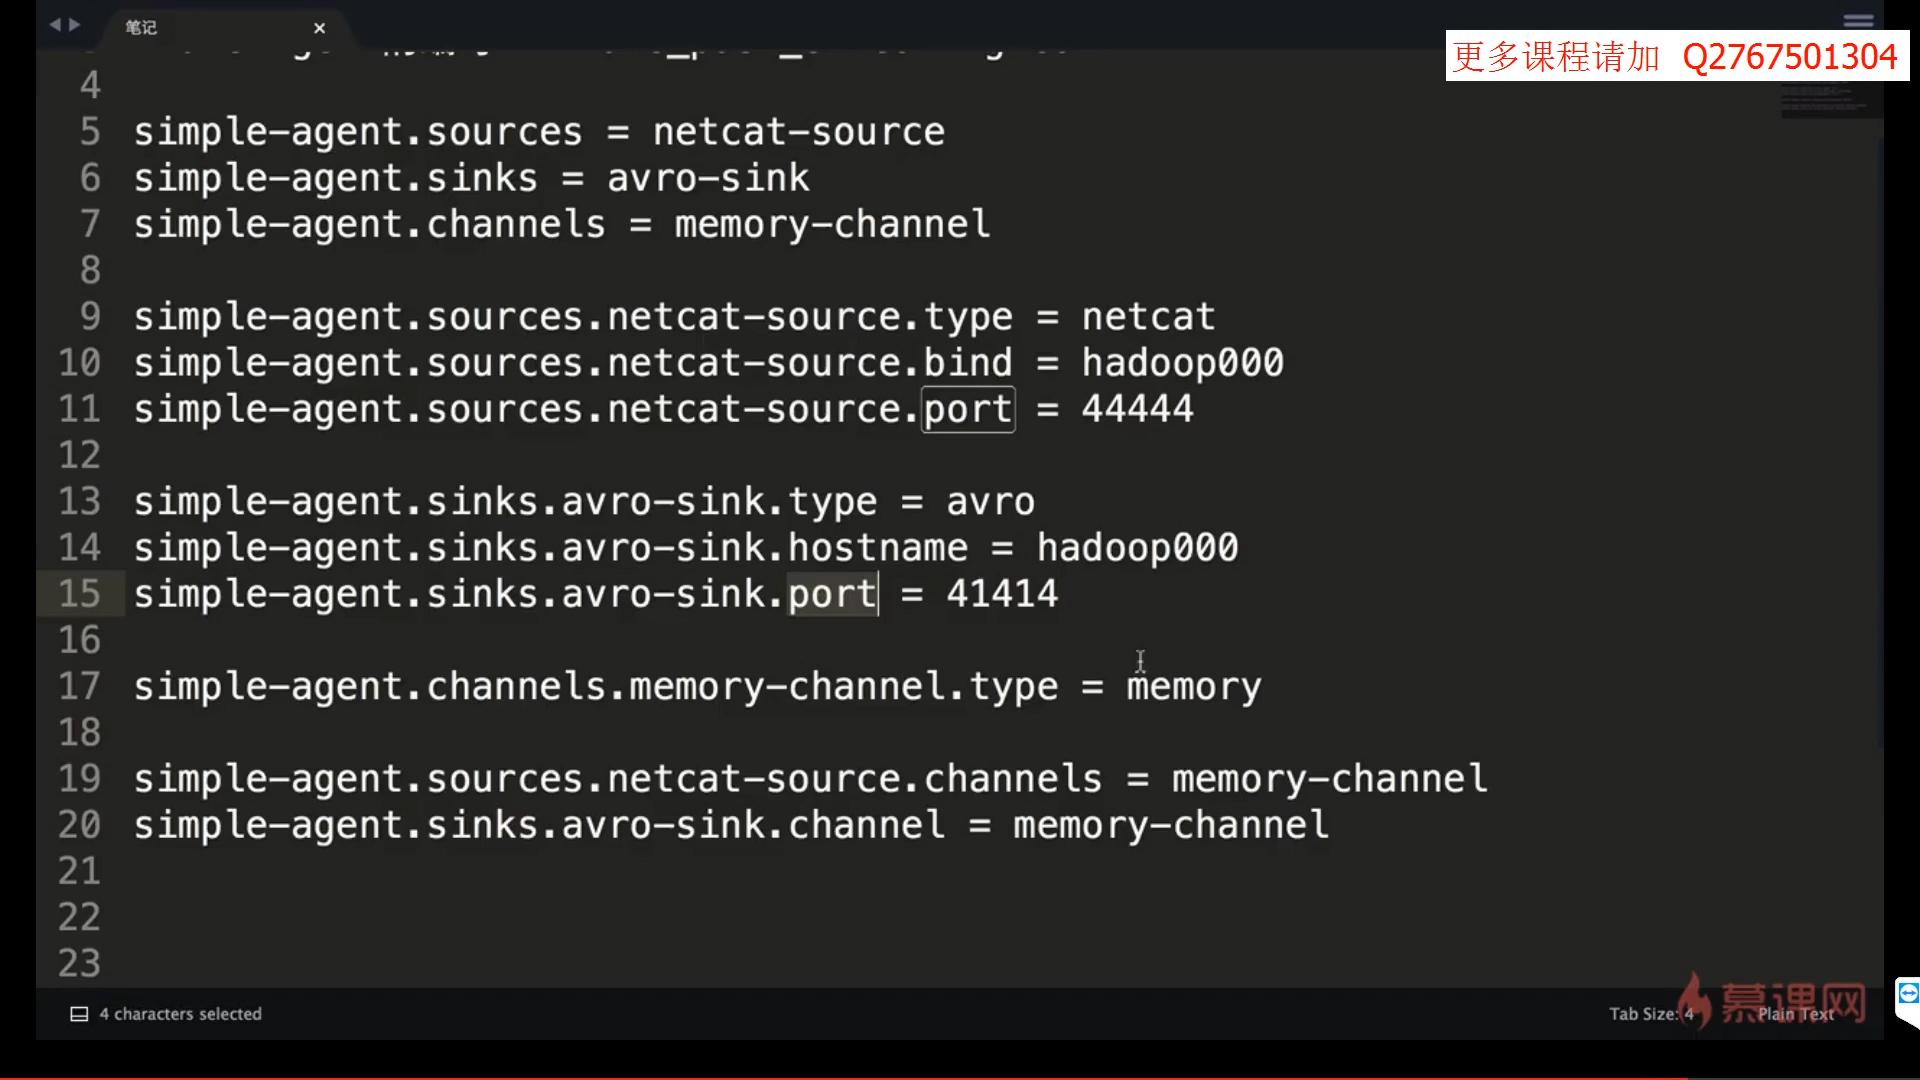 笔记
更多课程请加 Q2767501304
4
5 simple-agent.sources = netcat-source
6 simple-agent.sinks = avro-sink
7 simple-agent.channels = memory-channel
8
9 simple-agent.sources.netcat-source.type = netcat
10 simple-agent.sources.netcat-source.bind = hadoop000
11 simple-agent.sources.netcat-source.port = 44444
12
13 simple-agent.sinks.avro-sink.type = avro
14 simple-agent.sinks.avro-sink.hostname = hadoop000
15 simple-agent.sinks.avro-sink.port = 41414
16
17 simple-agent.channels.memory-channel.type = memory
18
19 simple-agent.sources.netcat-source.channels = memory-channel
20 simple-agent.sinks.avro-sink.channel = memory-channel
21
22
23
4 characters selected
Tab Size: 4
Plain Text
慕课网